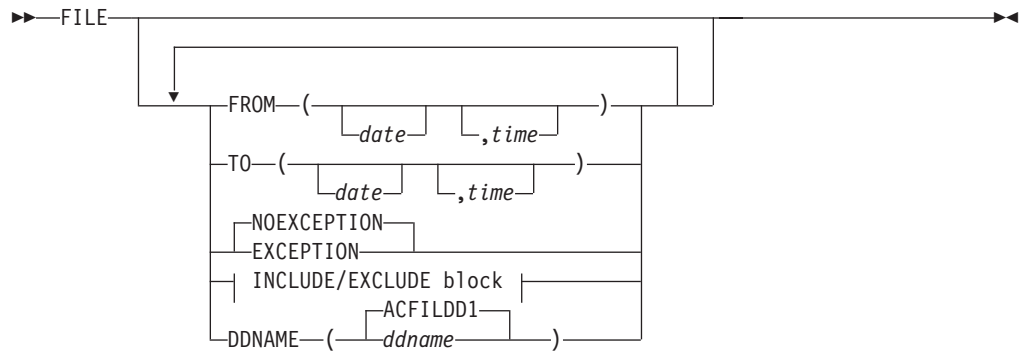 FILE
FROM ( )
date ,time
TO ( )
date ,time
NOEXCEPTION
EXCEPTION
INCLUDE/EXCLUDE block
ACFILDD1
DDNAME ( ddname )